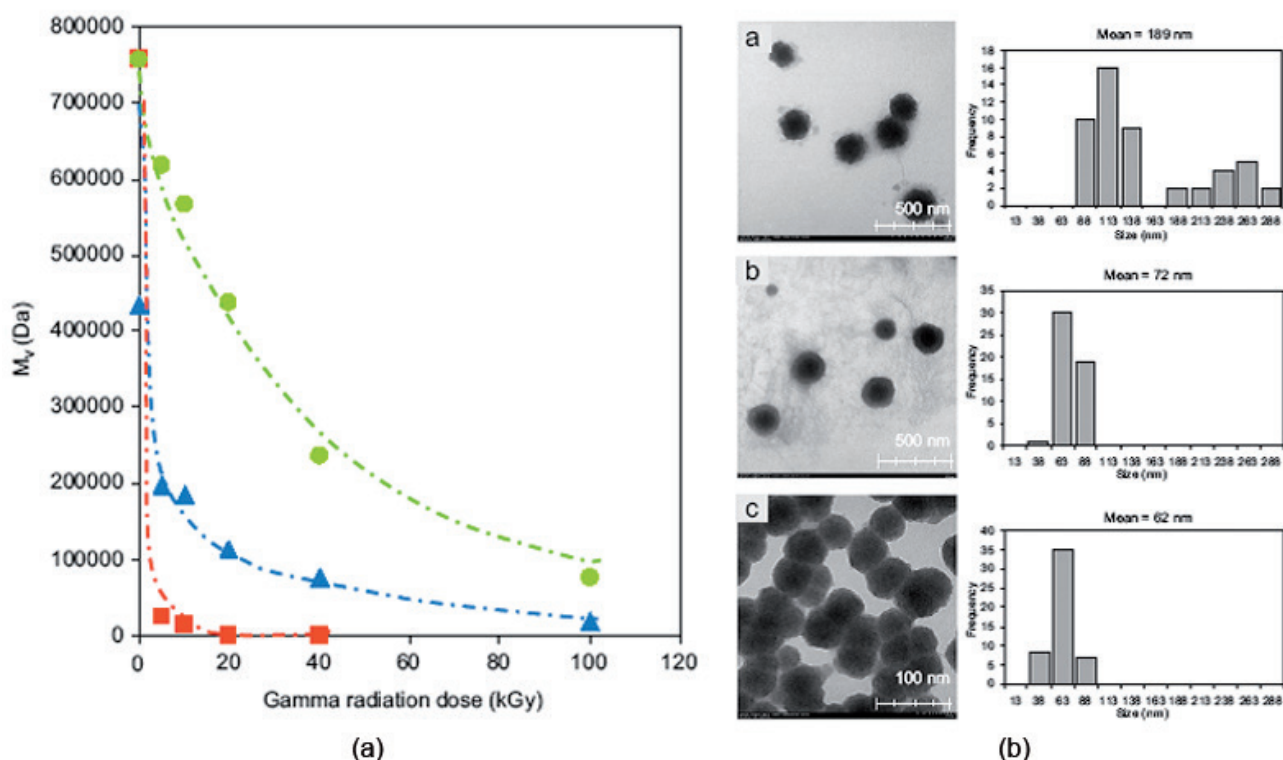 800000
700000
600000
500000
400000
300000
200000
100000
0
Mv (Da)
0 20 40 60 80 100 120
Gamma radiation dose (kGy)
(a)
a
500 nm
Mean = 189 nm
18
16
14
12
10
8
6
4
2
0
Frequency
13 38 63 88 113 138 163 188 213 238 263 288
Size (nm)
b
500 nm
Mean = 72 nm
35
30
25
20
15
10
5
0
Frequency
13 38 63 88 113 138 163 188 213 238 263 288
Size (nm)
c
100 nm
Mean = 62 nm
40
35
30
25
20
15
10
5
0
Frequency
13 38 63 88 113 138 163 188 213 238 263 288
Size (nm)
(b)